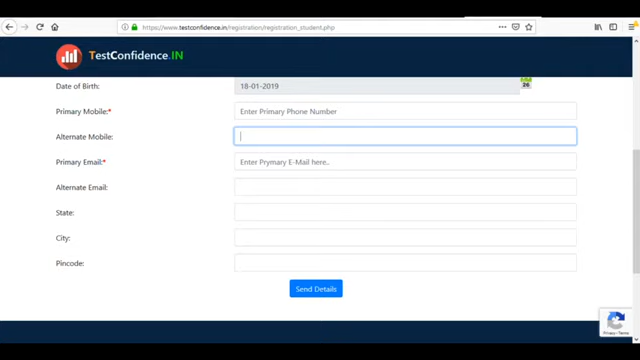 https://www.testconfidence.in/registration/registration_student.php
TestConfidence.IN
Date of Birth:
18-01-2019
26
Primary Mobile:*
Enter Primary Phone Number
Alternate Mobile:
Primary Email:*
Enter Prymary E-Mail here..
Alternate Email:
State:
City:
Pincode:
Send Details